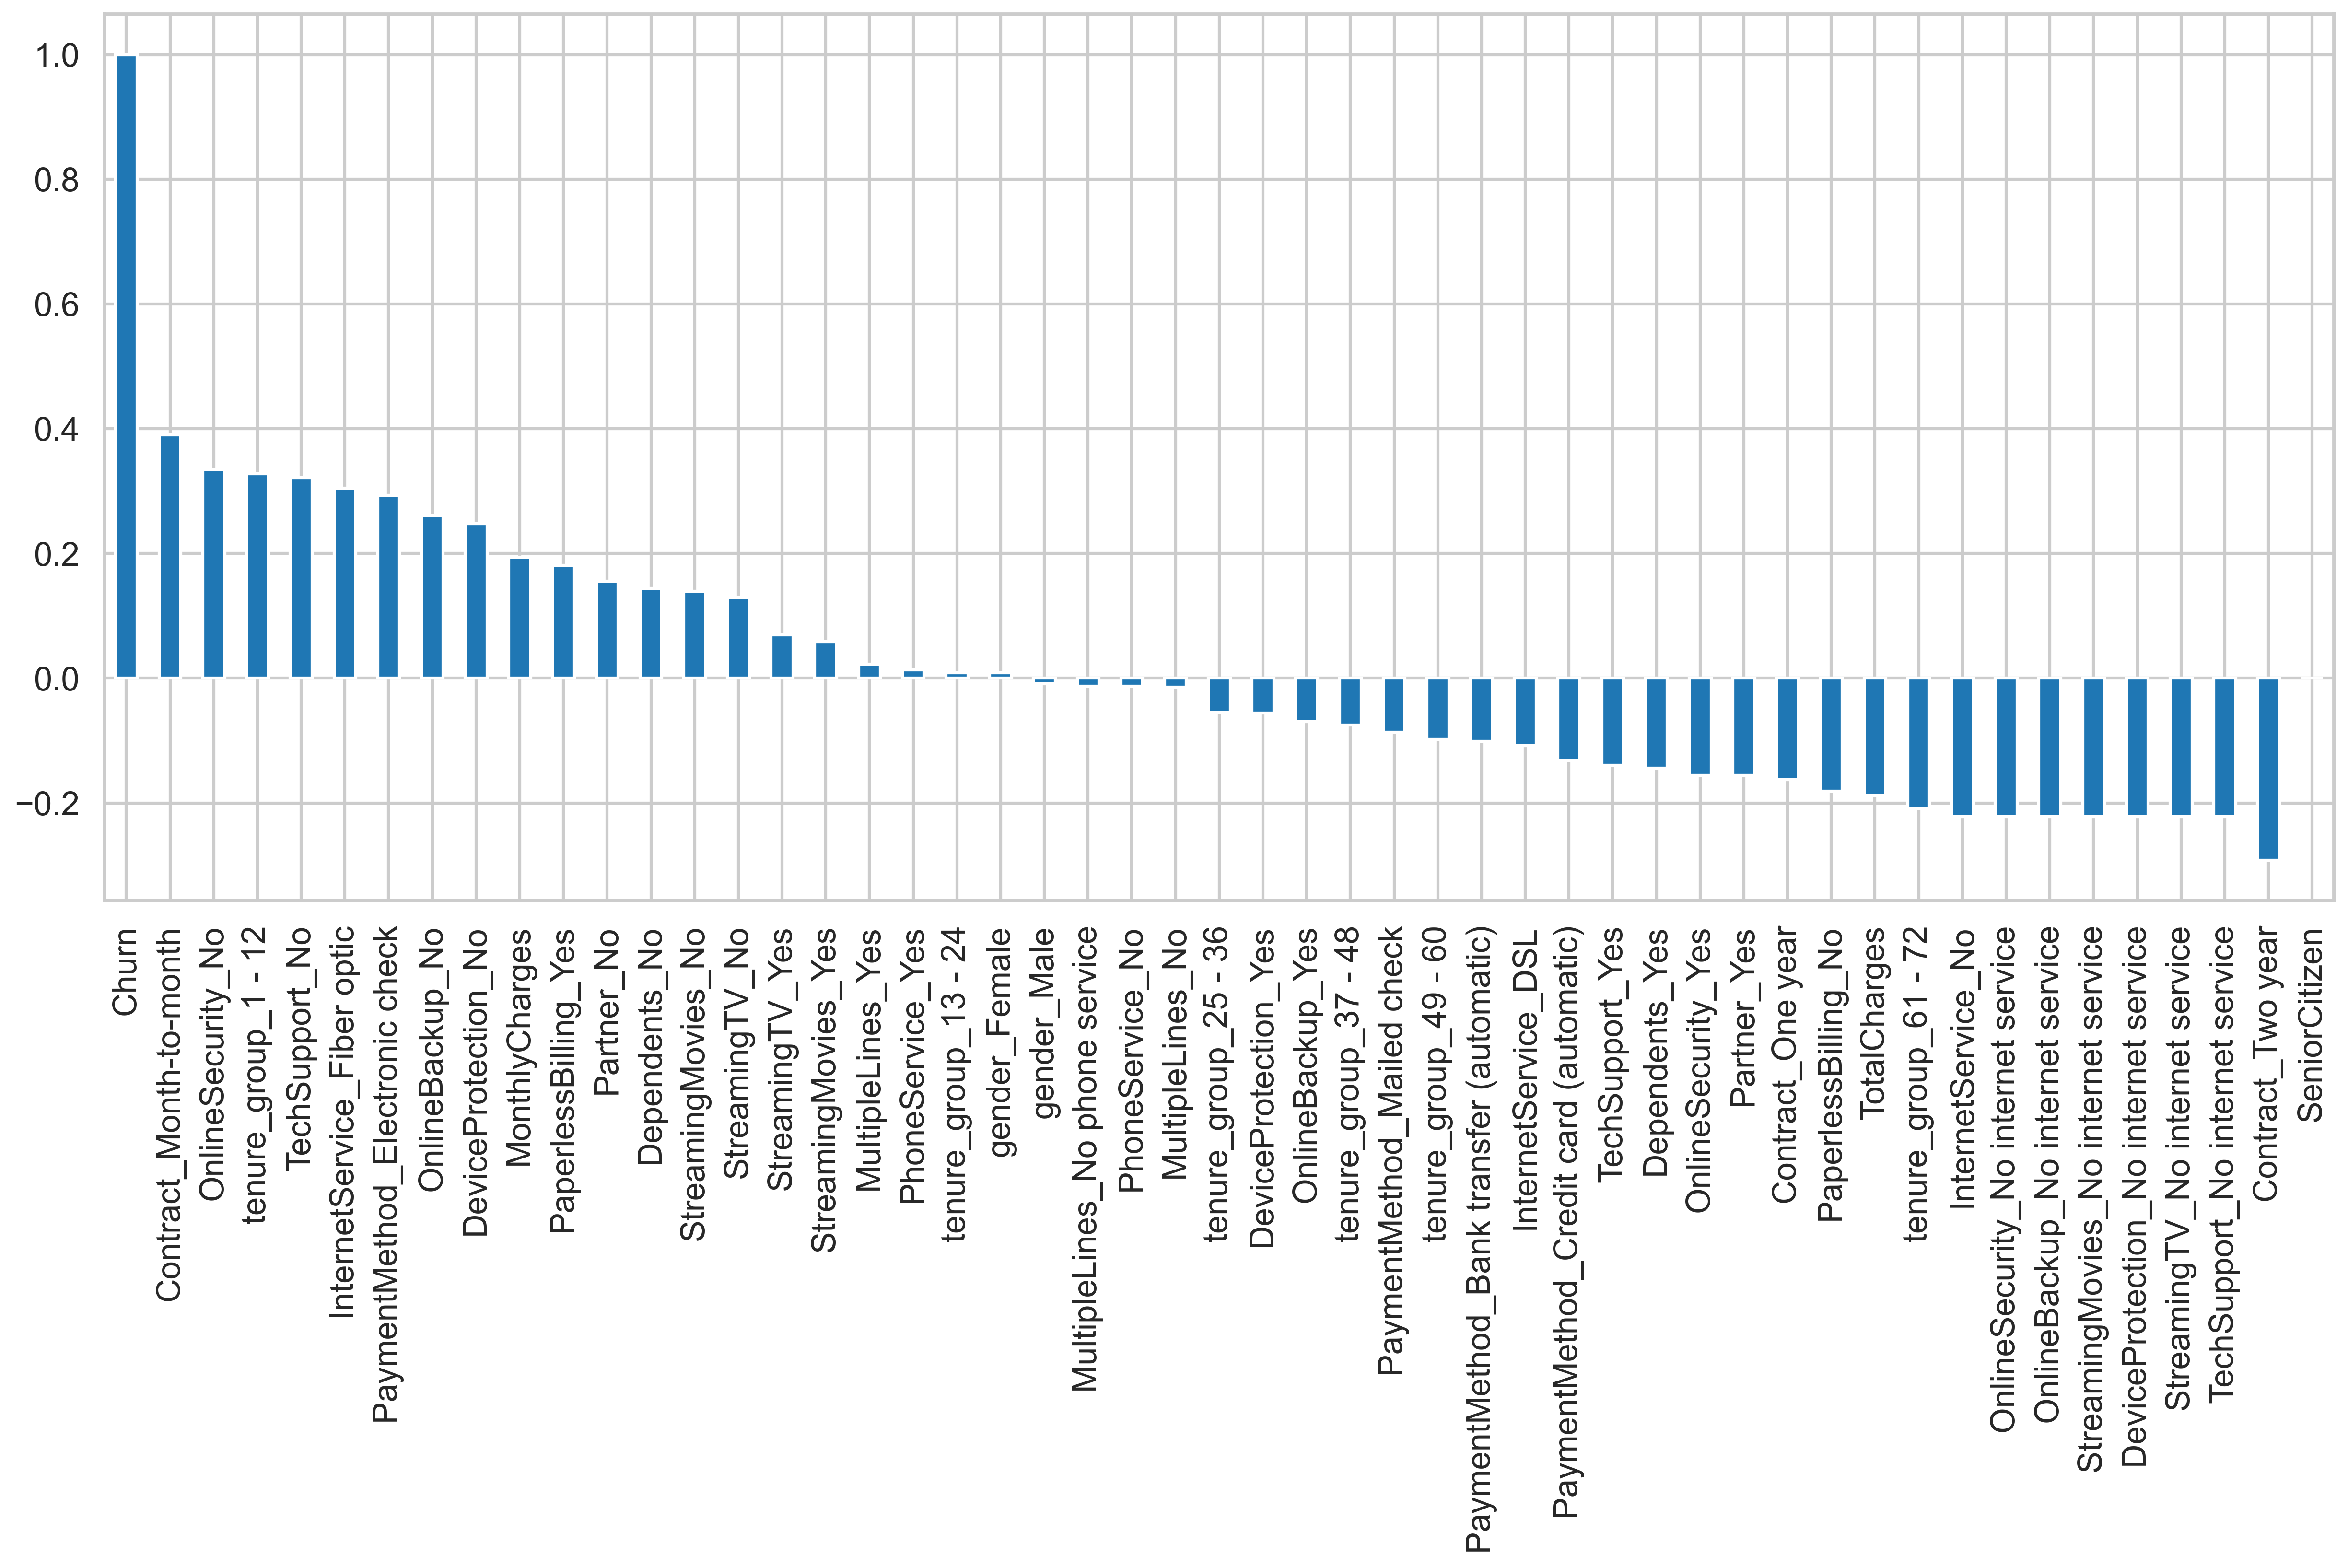 1.0
0.8
0.6
0.4
0.2
0.0
−0.2
Churn
Contract_Month-to-month
OnlineSecurity_No
tenure_group_1 - 12
TechSupport_No
InternetService_Fiber optic
PaymentMethod_Electronic check
OnlineBackup_No
DeviceProtection_No
MonthlyCharges
PaperlessBilling_Yes
Partner_No
Dependents_No
StreamingMovies_No
StreamingTV_No
StreamingTV_Yes
StreamingMovies_Yes
MultipleLines_Yes
PhoneService_Yes
tenure_group_13 - 24
gender_Female
gender_Male
MultipleLines_No phone service
PhoneService_No
MultipleLines_No
tenure_group_25 - 36
DeviceProtection_Yes
OnlineBackup_Yes
tenure_group_37 - 48
PaymentMethod_Mailed check
tenure_group_49 - 60
PaymentMethod_Bank transfer (automatic)
InternetService_DSL
PaymentMethod_Credit card (automatic)
TechSupport_Yes
Dependents_Yes
OnlineSecurity_Yes
Partner_Yes
Contract_One year
PaperlessBilling_No
TotalCharges
tenure_group_61 - 72
InternetService_No
OnlineSecurity_No internet service
OnlineBackup_No internet service
StreamingMovies_No internet service
DeviceProtection_No internet service
StreamingTV_No internet service
TechSupport_No internet service
Contract_Two year
SeniorCitizen